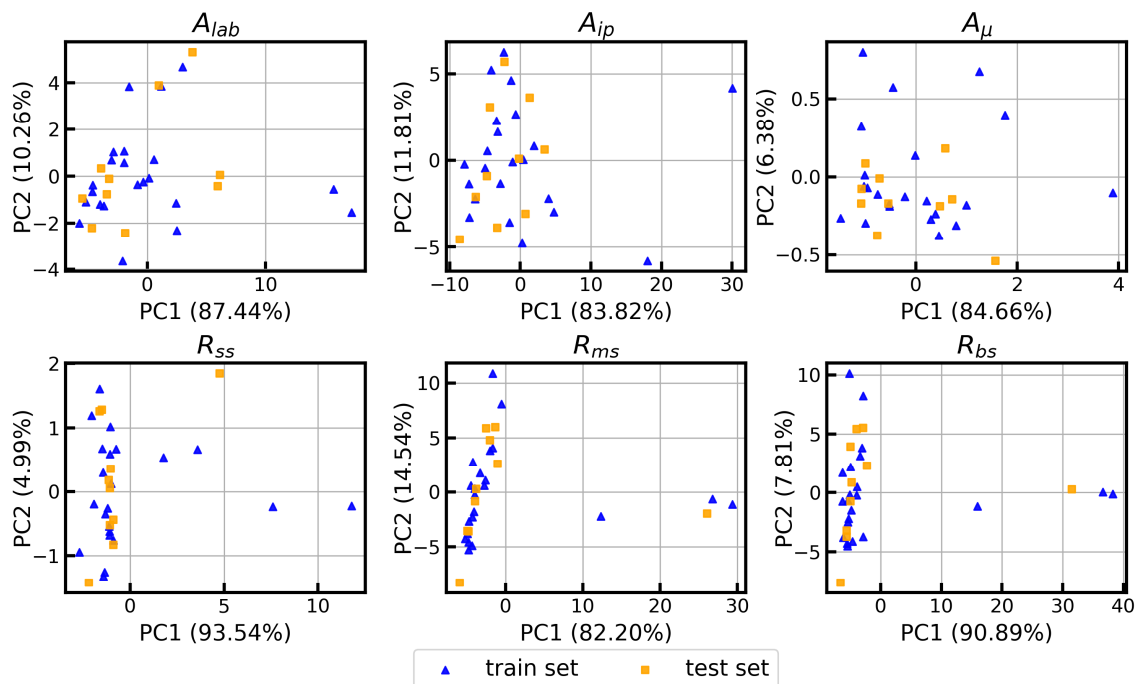 A_lab A_ip A_μ
PC2 (10.26%)
4
2
0
−2
−4
0 10
PC1 (87.44%)
PC2 (11.81%)
5
0
−5
−10 0 10 20 30
PC1 (83.82%)
PC2 (6.38%)
0.5
0.0
−0.5
0 2 4
PC1 (84.66%)
R_ss R_ms R_bs
PC2 (4.99%)
2
1
0
−1
0 5 10
PC1 (93.54%)
PC2 (14.54%)
10
5
0
−5
0 10 20 30
PC1 (82.20%)
PC2 (7.81%)
10
5
0
−5
0 10 20 30 40
PC1 (90.89%)
train set test set